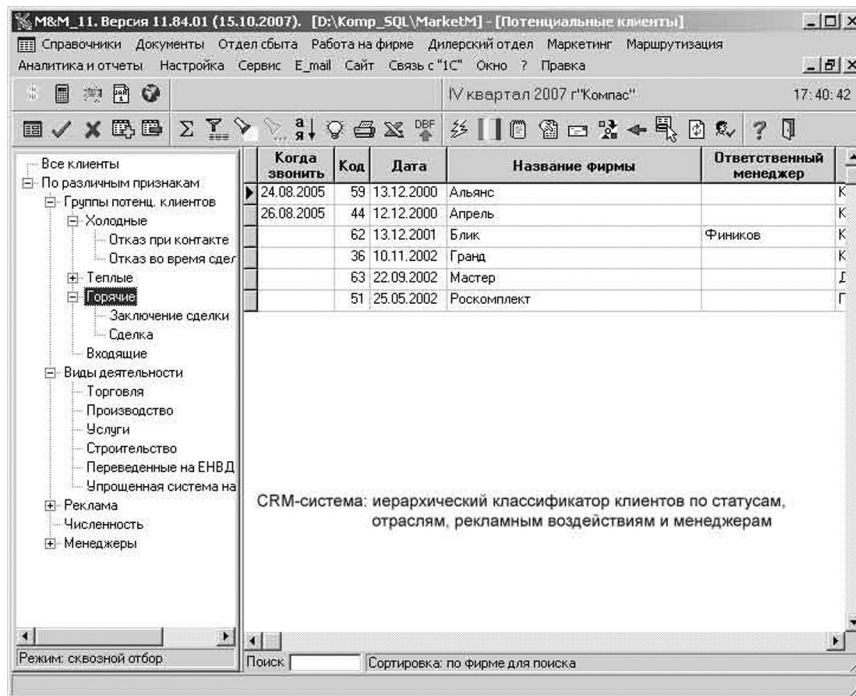 M&M_11. Версия 11.84.01 (15.10.2007). [D:\Komp_SQL\MarketM] - [Потенциальные клиенты]
Справочники Документы Отдел сбыта Работа на фирме Дилерский отдел Маркетинг Маршрутизация
Аналитика и отчеты Настройка Сервис E_mail Сайт Связь с "1С" Окно ? Правка
IV квартал 2007 г "Компас" 17:40:42
Все клиенты
По различным признакам
Группы потенц. клиентов
Холодные
Отказ при контакте
Отказ во время сдел
Теплые
Горячие
Заключение сделки
Сделка
Входящие
Виды деятельности
Торговля
Производство
Услуги
Строительство
Переведенные на ЕНВД
Упрощенная система на
Реклама
Численность
Менеджеры
Режим: сквозной отбор
Когда звонить Код Дата Название фирмы Ответственный менеджер
24.08.2005 59 13.12.2000 Альянс К
26.08.2005 44 12.12.2000 Апрель К
62 13.12.2001 Блик Фиников К
36 10.11.2002 Гранд К
63 22.09.2002 Мастер Д
51 25.05.2002 Роскомплект Г
CRM-система: иерархический классификатор клиентов по статусам,
отраслям, рекламным воздействиям и менеджерам
Поиск Сортировка: по фирме для поиска